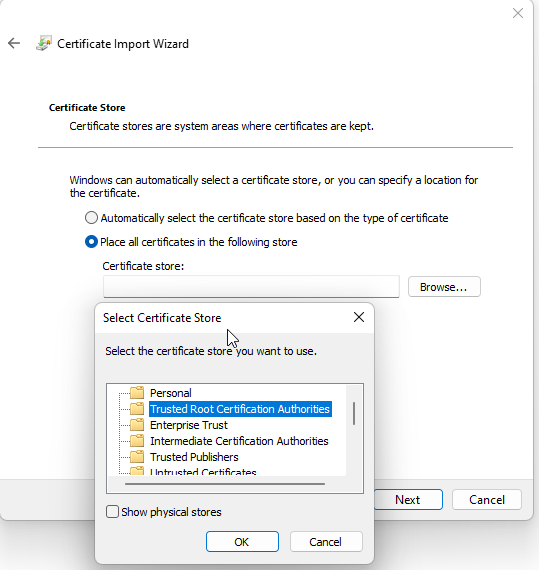 Certificate Import Wizard
Certificate Store
Certificate stores are system areas where certificates are kept.
Windows can automatically select a certificate store, or you can specify a location for
the certificate.
Automatically select the certificate store based on the type of certificate
Place all certificates in the following store
Certificate store:
Browse...
Select Certificate Store
Select the certificate store you want to use.
Personal
Trusted Root Certification Authorities
Enterprise Trust
Intermediate Certification Authorities
Trusted Publishers
Untrusted Certificates
Show physical stores
OK
Cancel
Next
Cancel